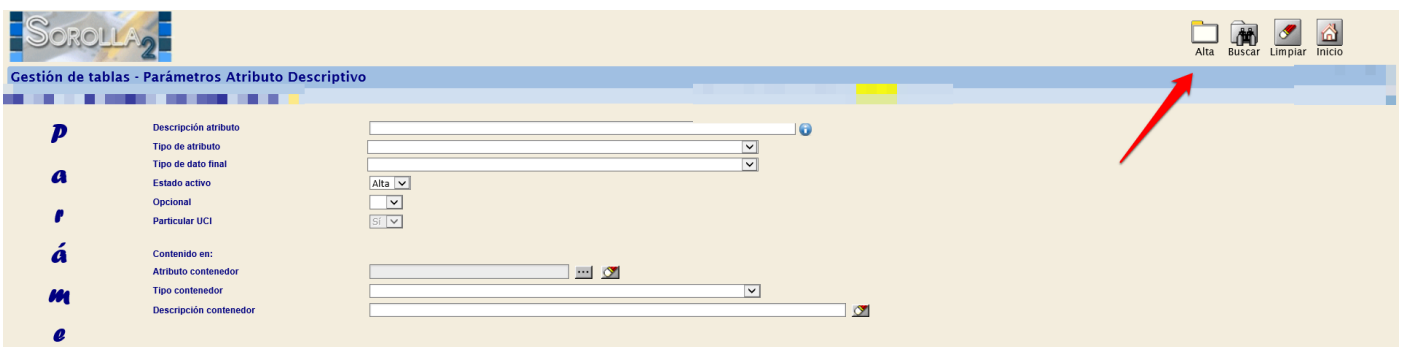 SOROLLA2
Alta Buscar Limpiar Inicio
Gestión de tablas - Parámetros Atributo Descriptivo
P
a
r
á
m
e
Descripción atributo
Tipo de atributo
Tipo de dato final
Estado activo Alta
Opcional
Particular UCI Sí
Contenido en:
Atributo contenedor ...
Tipo contenedor
Descripción contenedor